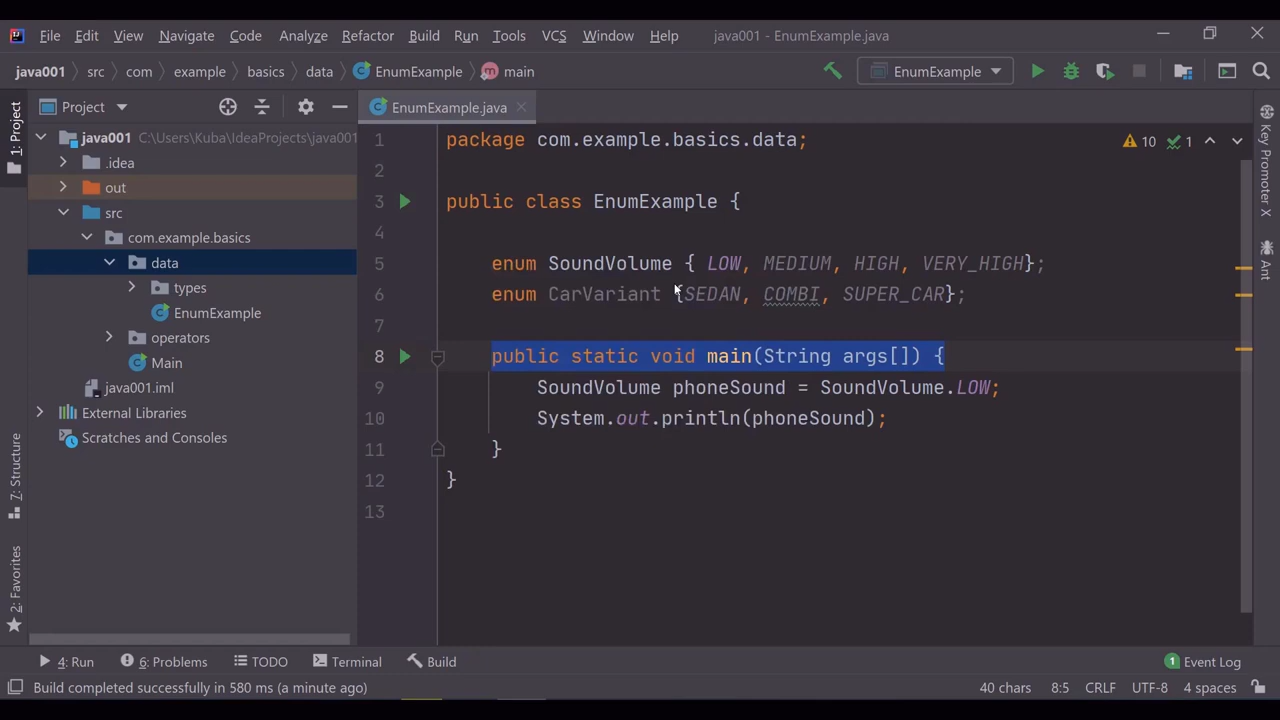 File Edit View Navigate Code Analyze Refactor Build Run Tools VCS Window Help java001 - EnumExample.java
java001 src com example basics data EnumExample main EnumExample
Project
EnumExample.java
java001 C:\Users\Kuba\IdeaProjects\java001
.idea
out
src
com.example.basics
data
types
EnumExample
operators
Main
java001.iml
External Libraries
Scratches and Consoles
1: Project
7: Structure
2: Favorites
1 package com.example.basics.data;
2
3 public class EnumExample {
4
5 enum SoundVolume { LOW, MEDIUM, HIGH, VERY_HIGH};
6 enum CarVariant {SEDAN, COMBI, SUPER_CAR};
7
8 public static void main(String args[]) {
9 SoundVolume phoneSound = SoundVolume.LOW;
10 System.out.println(phoneSound);
11 }
12 }
13
10 1
Key Promoter X
Ant
4: Run 6: Problems TODO Terminal Build 1 Event Log
Build completed successfully in 580 ms (a minute ago) 40 chars 8:5 CRLF UTF-8 4 spaces